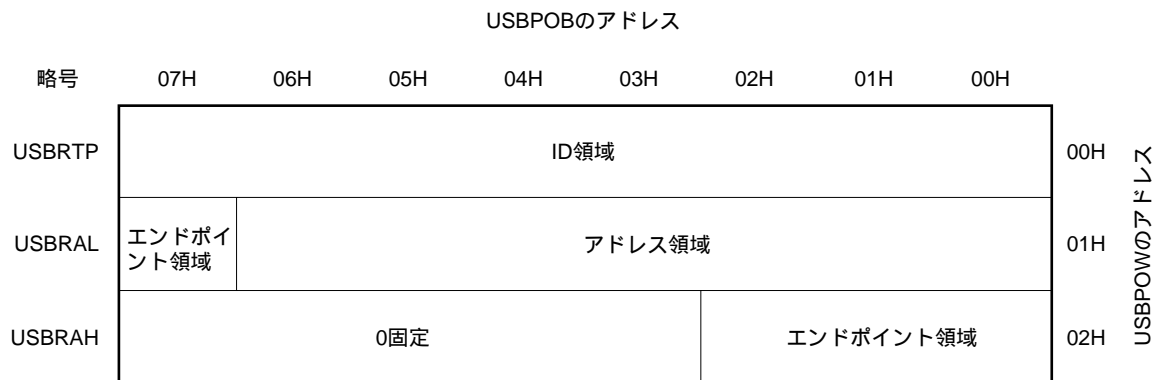 USBPOBのアドレス
略号 07H 06H 05H 04H 03H 02H 01H 00H
USBRTP ID領域 00H
USBRAL エンドポイ
ント領域 アドレス領域 01H
USBRAH 0固定 エンドポイント領域 02H
USBPOWのアドレス